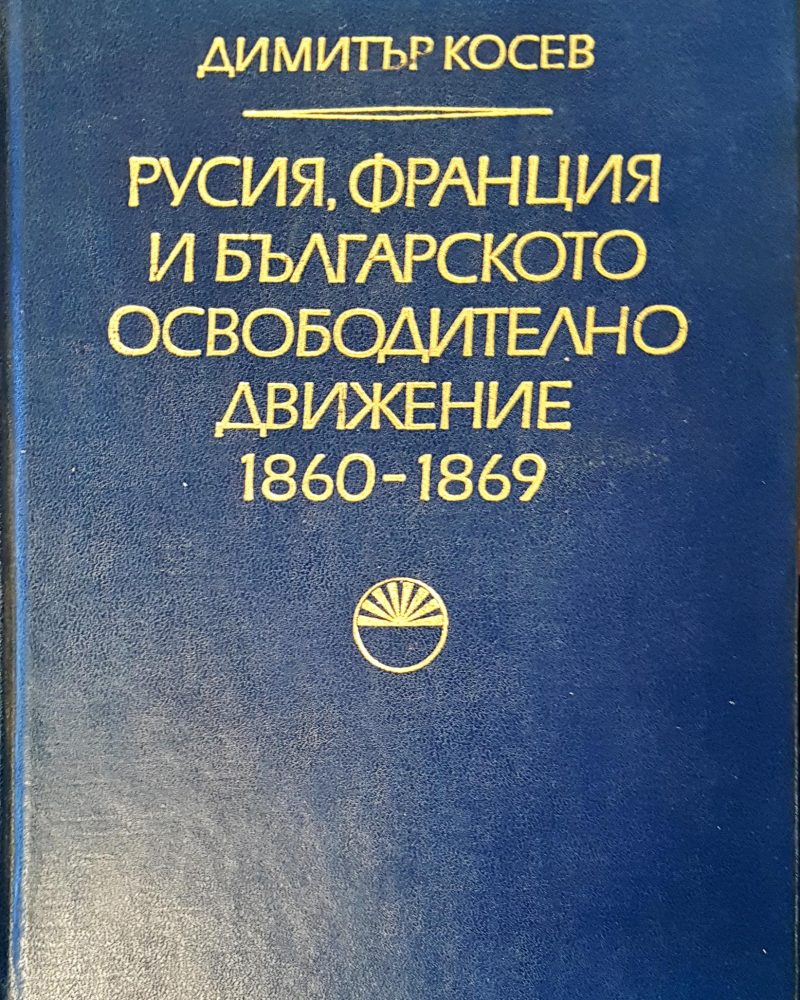 ДИМИТЪР КОСЕВ
РУСИЯ, ФРАНЦИЯ
И БЪЛГАРСКОТО
ОСВОБОДИТЕЛНО
ДВИЖЕНИЕ
1860-1869